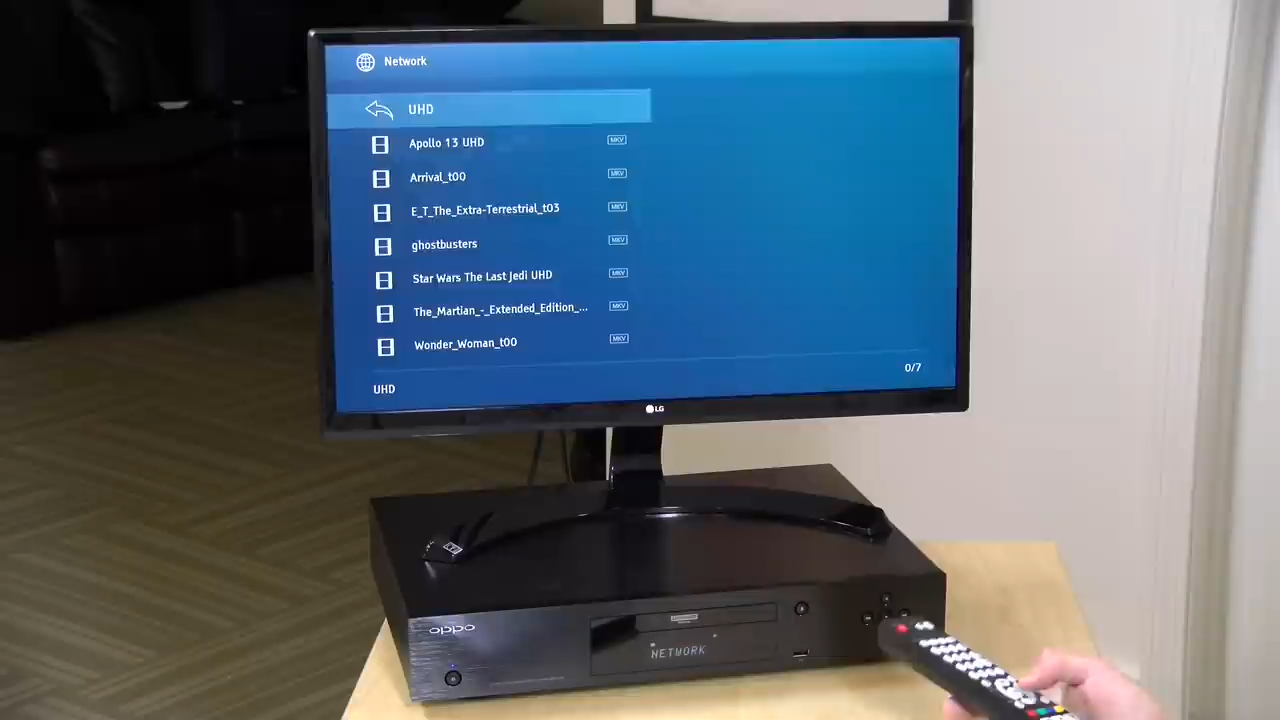 Network
UHD
Apollo 13 UHD MKV
Arrival_t00 MKV
E_T_The_Extra-Terrestrial_t03 MKV
ghostbusters MKV
Star Wars The Last Jedi UHD MKV
The_Martian_-_Extended_Edition_... MKV
Wonder_Woman_t00 MKV
0/7
UHD
LG
oppo
NETWORK